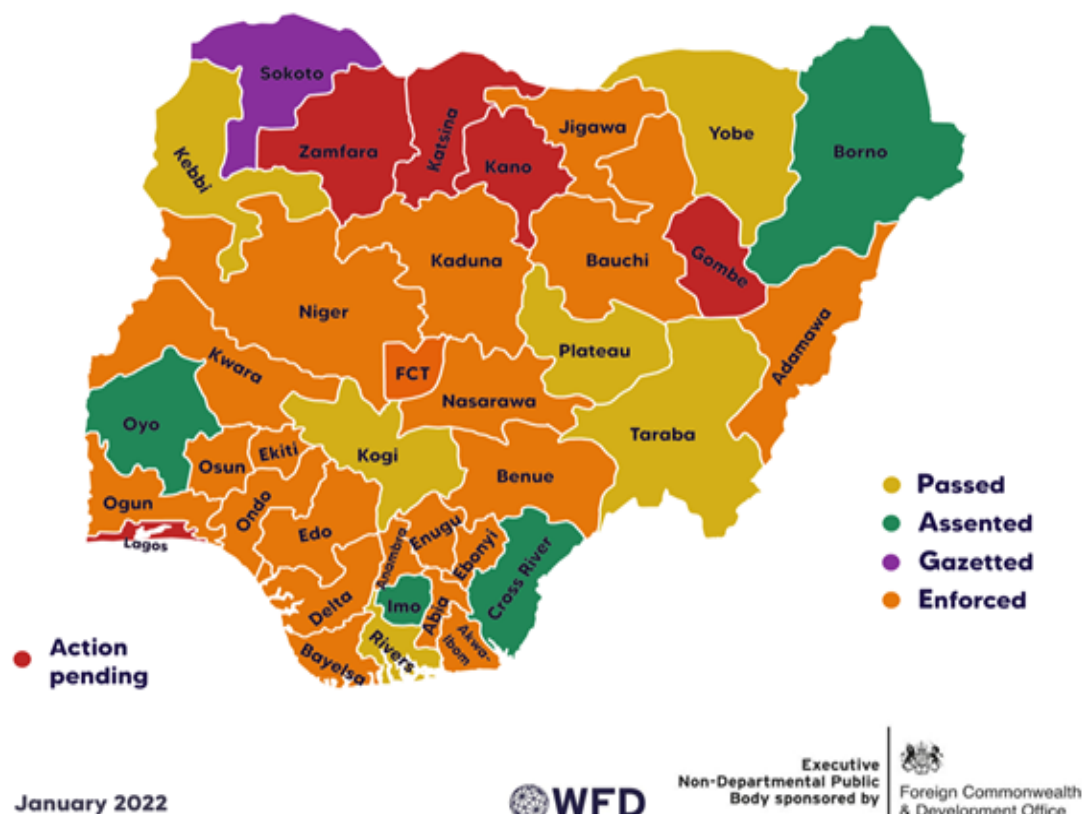 Sokoto
Kebbi
Zamfara
Katsina
Kano
Jigawa
Yobe
Borno
Gombe
Bauchi
Kaduna
Niger
Adamawa
Plateau
FCT
Kwara
Nasarawa
Oyo
Taraba
Kogi
Osun
Ekiti
Benue
Ogun
Ondo
Edo
Lagos
Anambra
Enugu
Ebonyi
Cross River
Delta
Imo
Abia
Akwa-
Ibom
Rivers
Bayelsa
Passed
Assented
Gazetted
Enforced
Action
pending
January 2022
WFD
Executive
Non-Departmental Public
Body sponsored by
Foreign Commonwealth
& Development Office